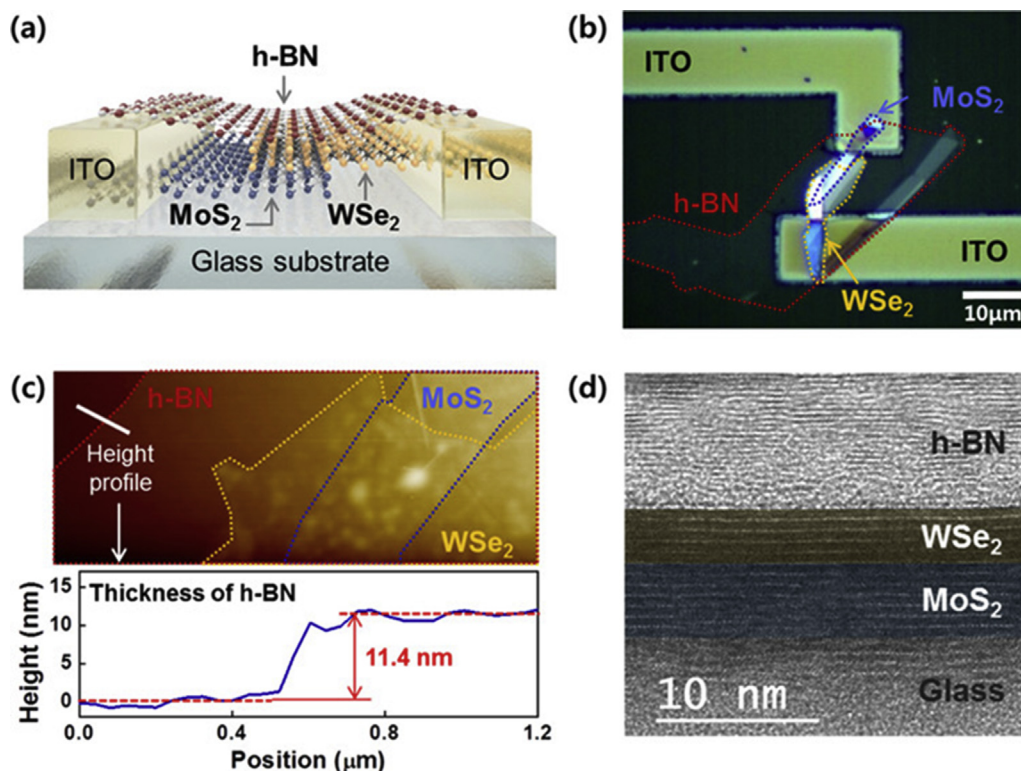 (a)
h-BN
ITO
ITO
MoS₂
WSe₂
Glass substrate
(b)
ITO
MoS₂
h-BN
ITO
WSe₂
10μm
(c)
h-BN
MoS₂
Height
profile
WSe₂
Thickness of h-BN
11.4 nm
Height (nm)
15
10
5
0
0.0
0.4
0.8
1.2
Position (μm)
(d)
h-BN
WSe₂
MoS₂
Glass
10 nm